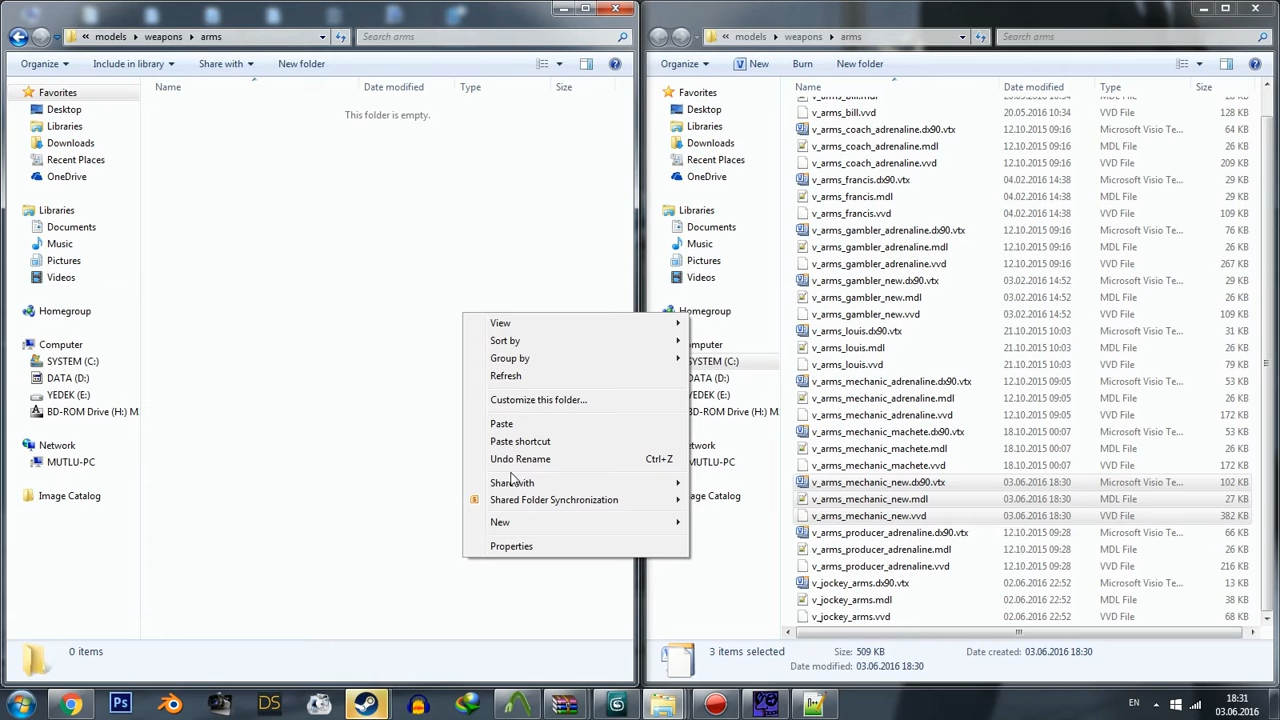 models weapons arms
Search arms
Organize Include in library Share with New folder
Name Date modified Type Size
This folder is empty.
Favorites
Desktop
Libraries
Downloads
Recent Places
OneDrive
Libraries
Documents
Music
Pictures
Videos
Homegroup
Computer
SYSTEM (C:)
DATA (D:)
YEDEK (E:)
BD-ROM Drive (H:) M
Network
MUTLU-PC
Image Catalog
0 items
View
Sort by
Group by
Refresh
Customize this folder...
Paste
Paste shortcut
Undo Rename Ctrl+Z
Share with
Shared Folder Synchronization
New
Properties
models weapons arms
Search arms
Organize New Burn New folder
Name Date modified Type Size
Favorites
Desktop
Libraries
Downloads
Recent Places
OneDrive
Libraries
Documents
Music
Pictures
Videos
Homegroup
omputer
SYSTEM (C:)
DATA (D:)
YEDEK (E:)
BD-ROM Drive (H:) M
etwork
MUTLU-PC
mage Catalog
v_arms_bill.mdl 20.05.2016 10:34 MDL File 26 KB
v_arms_bill.vvd 20.05.2016 10:34 VVD File 128 KB
v_arms_coach_adrenaline.dx90.vtx 12.10.2015 09:16 Microsoft Visio Te... 64 KB
v_arms_coach_adrenaline.mdl 12.10.2015 09:16 MDL File 26 KB
v_arms_coach_adrenaline.vvd 12.10.2015 09:16 VVD File 209 KB
v_arms_francis.dx90.vtx 04.02.2016 14:38 Microsoft Visio Te... 29 KB
v_arms_francis.mdl 04.02.2016 14:38 MDL File 29 KB
v_arms_francis.vvd 04.02.2016 14:38 VVD File 109 KB
v_arms_gambler_adrenaline.dx90.vtx 12.10.2015 09:16 Microsoft Visio Te... 76 KB
v_arms_gambler_adrenaline.mdl 12.10.2015 09:16 MDL File 26 KB
v_arms_gambler_adrenaline.vvd 12.10.2015 09:16 VVD File 267 KB
v_arms_gambler_new.dx90.vtx 03.02.2016 14:52 Microsoft Visio Te... 29 KB
v_arms_gambler_new.mdl 03.02.2016 14:52 MDL File 29 KB
v_arms_gambler_new.vvd 03.02.2016 14:52 VVD File 114 KB
v_arms_louis.dx90.vtx 21.10.2015 10:03 Microsoft Visio Te... 29 KB
v_arms_louis.mdl 21.10.2015 10:03 MDL File 26 KB
v_arms_louis.vvd 21.10.2015 10:03 VVD File 114 KB
v_arms_mechanic_adrenaline.dx90.vtx 12.10.2015 09:05 Microsoft Visio Te... 53 KB
v_arms_mechanic_adrenaline.mdl 12.10.2015 09:05 MDL File 26 KB
v_arms_mechanic_adrenaline.vvd 12.10.2015 09:05 VVD File 172 KB
v_arms_mechanic_machete.dx90.vtx 18.10.2015 00:07 Microsoft Visio Te... 53 KB
v_arms_mechanic_machete.mdl 18.10.2015 00:07 MDL File 26 KB
v_arms_mechanic_machete.vvd 18.10.2015 00:07 VVD File 172 KB
v_arms_mechanic_new.dx90.vtx 03.06.2016 18:30 Microsoft Visio Te... 102 KB
v_arms_mechanic_new.mdl 03.06.2016 18:30 MDL File 27 KB
v_arms_mechanic_new.vvd 03.06.2016 18:30 VVD File 382 KB
v_arms_producer_adrenaline.dx90.vtx 12.10.2015 09:28 Microsoft Visio Te... 67 KB
v_arms_producer_adrenaline.mdl 12.10.2015 09:28 MDL File 26 KB
v_arms_producer_adrenaline.vvd 12.10.2015 09:28 VVD File 216 KB
v_jockey_arms.dx90.vtx 02.06.2016 22:52 Microsoft Visio Te... 13 KB
v_jockey_arms.mdl 02.06.2016 22:52 MDL File 38 KB
v_jockey_arms.vvd 02.06.2016 22:52 VVD File 71 KB
3 items selected Size: 509 KB Date created: 03.06.2016 18:30
Date modified: 03.06.2016 18:30
Ps DS
EN 18:31
03.06.2016